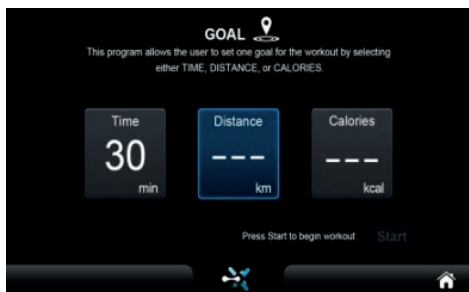 GOAL
This program allows the user to set one goal for the workout by selecting
either TIME, DISTANCE, or CALORIES.
Time
30
min
Distance
---
km
Calories
---
kcal
Press Start to begin workout
Start